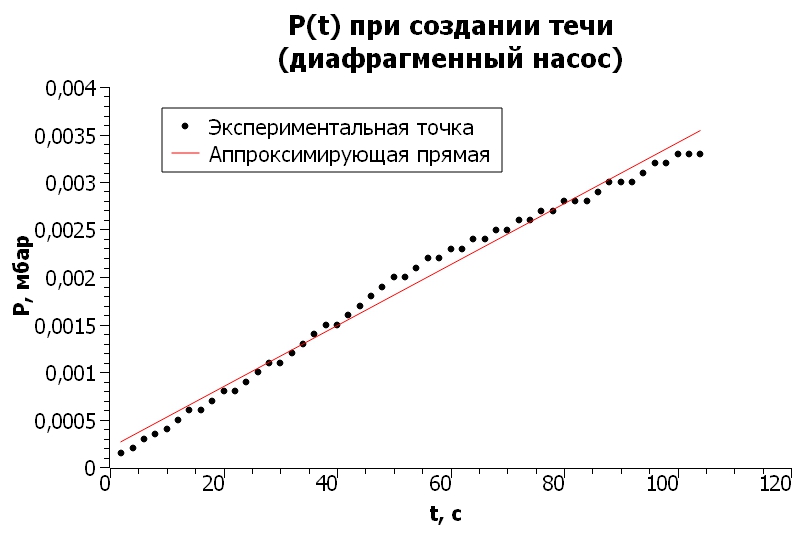 P(t) при создании течи
(диафрагменный насос)
0,004
0,0035
0,003
0,0025
0,002
0,0015
0,001
0,0005
0
P, мбар
Экспериментальная точка
Аппроксимирующая прямая
0 20 40 60 80 100 120
t, с